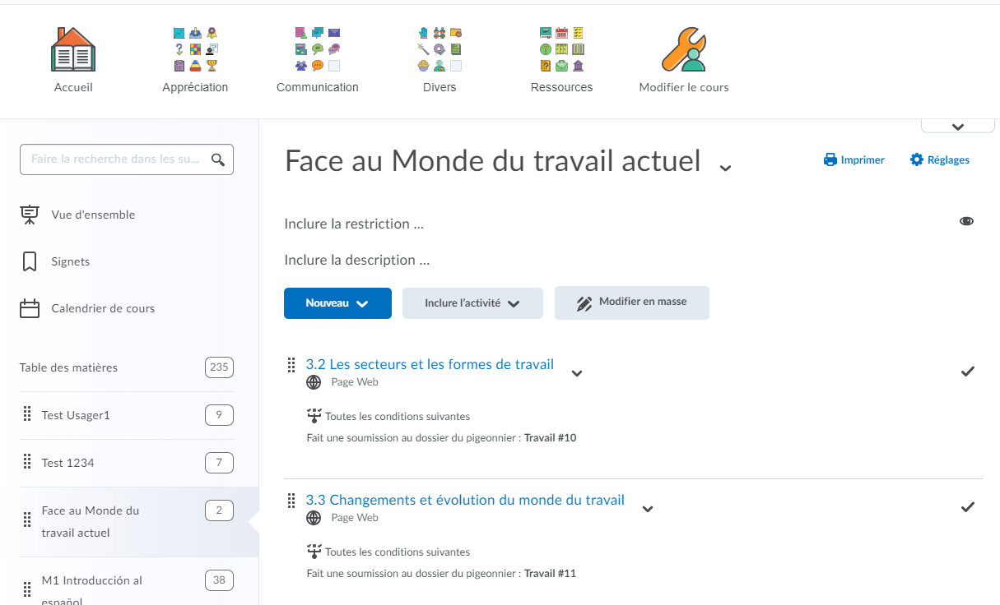 Accueil
Appréciation
Communication
Divers
Ressources
Modifier le cours
Faire la recherche dans les su...
Vue d'ensemble
Signets
Calendrier de cours
Table des matières
235
Test Usager1
9
Test 1234
7
Face au Monde du
travail actuel
2
M1 Introducción al
español
38
Face au Monde du travail actuel
Imprimer
Réglages
Inclure la restriction ...
Inclure la description ...
Nouveau
Inclure l'activité
Modifier en masse
3.2 Les secteurs et les formes de travail
Page Web
Toutes les conditions suivantes
Fait une soumission au dossier du pigeonnier : Travail #10
3.3 Changements et évolution du monde du travail
Page Web
Toutes les conditions suivantes
Fait une soumission au dossier du pigeonnier : Travail #11